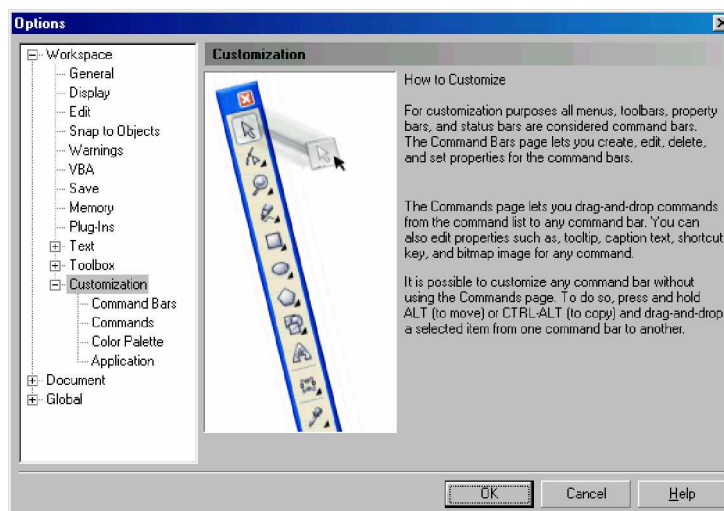 Options
Workspace
General
Display
Edit
Snap to Objects
Warnings
VBA
Save
Memory
Plug-Ins
Text
Toolbox
Customization
Command Bars
Commands
Color Palette
Application
Document
Global
Customization
How to Customize
For customization purposes all menus, toolbars, property
bars, and status bars are considered command bars.
The Command Bars page lets you create, edit, delete,
and set properties for the command bars.
The Commands page lets you drag-and-drop commands
from the command list to any command bar. You can
also edit properties such as, tooltip, caption text, shortcut
key, and bitmap image for any command.
It is possible to customize any command bar without
using the Commands page. To do so, press and hold
ALT (to move) or CTRL-ALT (to copy) and drag-and-drop
a selected item from one command bar to another.
OK
Cancel
Help